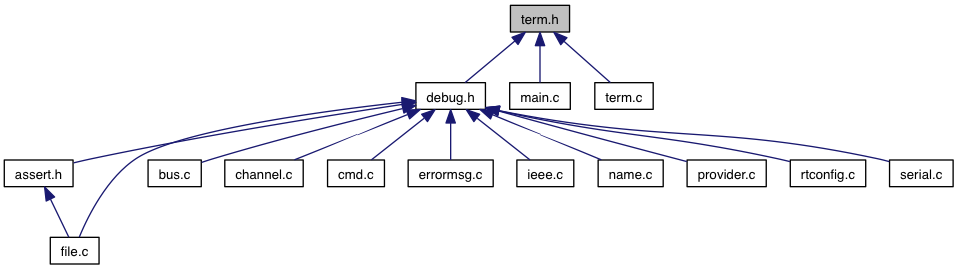 term.h
debug.h
main.c
term.c
assert.h
bus.c
channel.c
cmd.c
errormsg.c
ieee.c
name.c
provider.c
rtconfig.c
serial.c
file.c